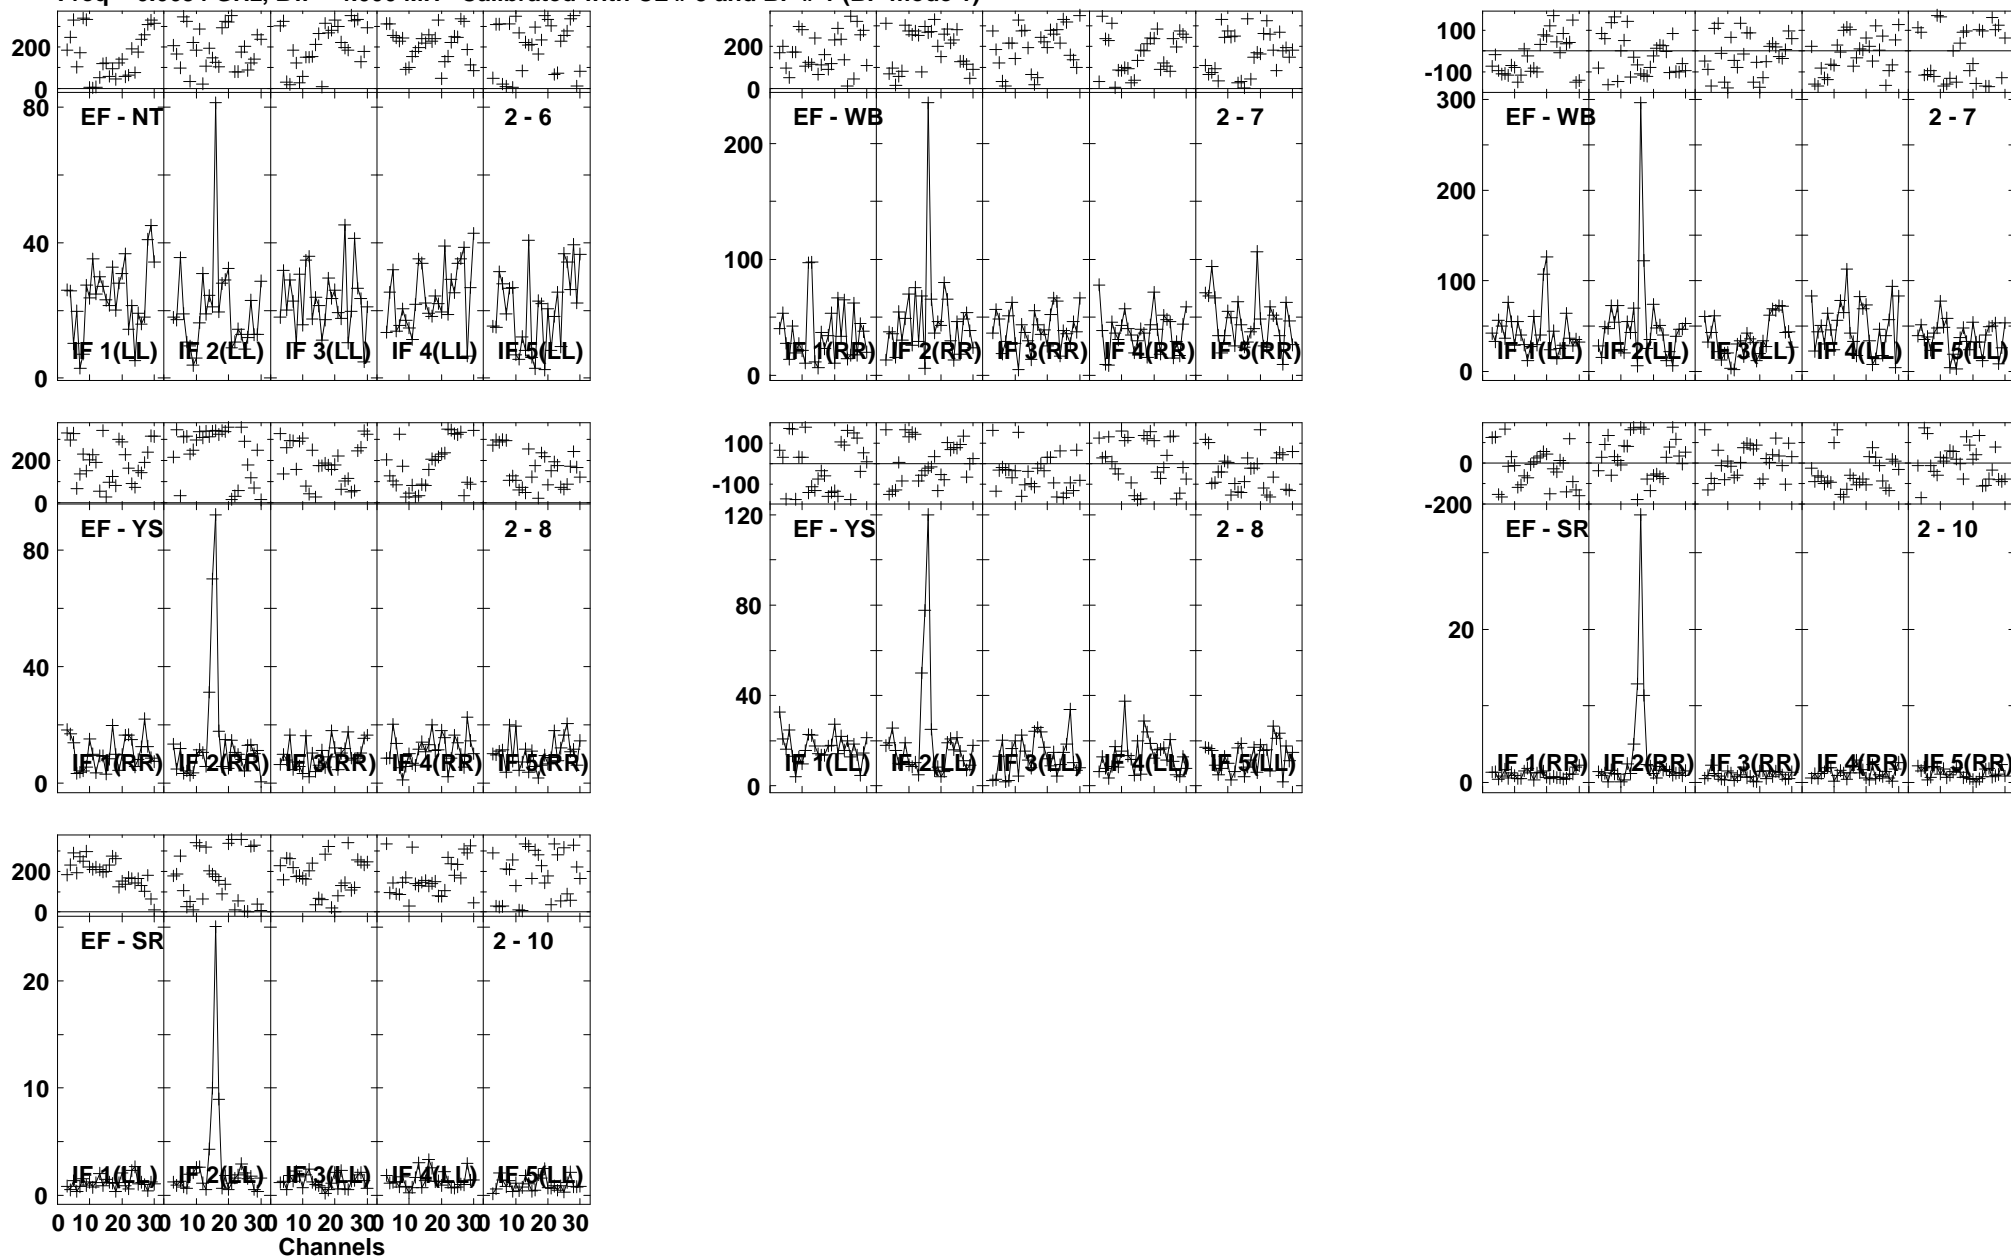 200
0
EF - NT
2 - 6
80
40
0
IF 1(LL) IF 2(LL) IF 3(LL) IF 4(LL) IF 5(LL)
200
0
EF - WB
2 - 7
200
100
0
IF 1(RR) IF 2(RR) IF 3(RR) IF 4(RR) IF 5(RR)
100
-100
300
EF - WB
2 - 7
200
100
0
IF 1(LL) IF 2(LL) IF 3(LL) IF 4(LL) IF 5(LL)
200
0
EF - YS
2 - 8
80
40
0
IF 1(RR) IF 2(RR) IF 3(RR) IF 4(RR) IF 5(RR)
100
-100
120
EF - YS
2 - 8
80
40
0
IF 1(LL) IF 2(LL) IF 3(LL) IF 4(LL) IF 5(LL)
0
-200
EF - SR
2 - 10
20
0
IF 1(RR) IF 2(RR) IF 3(RR) IF 4(RR) IF 5(RR)
200
0
EF - SR
2 - 10
20
10
0
IF 1(LL) IF 2(LL) IF 3(LL) IF 4(LL) IF 5(LL)
0 10 20 30 0 10 20 30 0 10 20 30 0 10 20 30 0 10 20 30
Channels